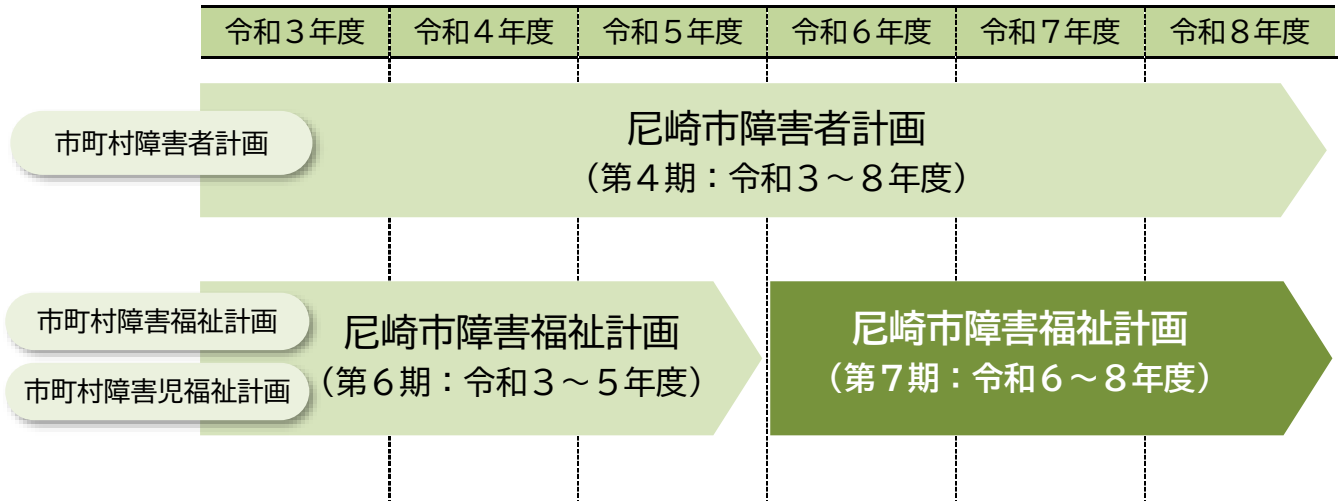 令和３年度 令和４年度 令和５年度 令和６年度 令和７年度 令和８年度
市町村障害者計画
尼崎市障害者計画
（第４期：令和３～８年度）
市町村障害福祉計画
市町村障害児福祉計画
尼崎市障害福祉計画
（第６期：令和３～５年度）
尼崎市障害福祉計画
（第７期：令和６～８年度）